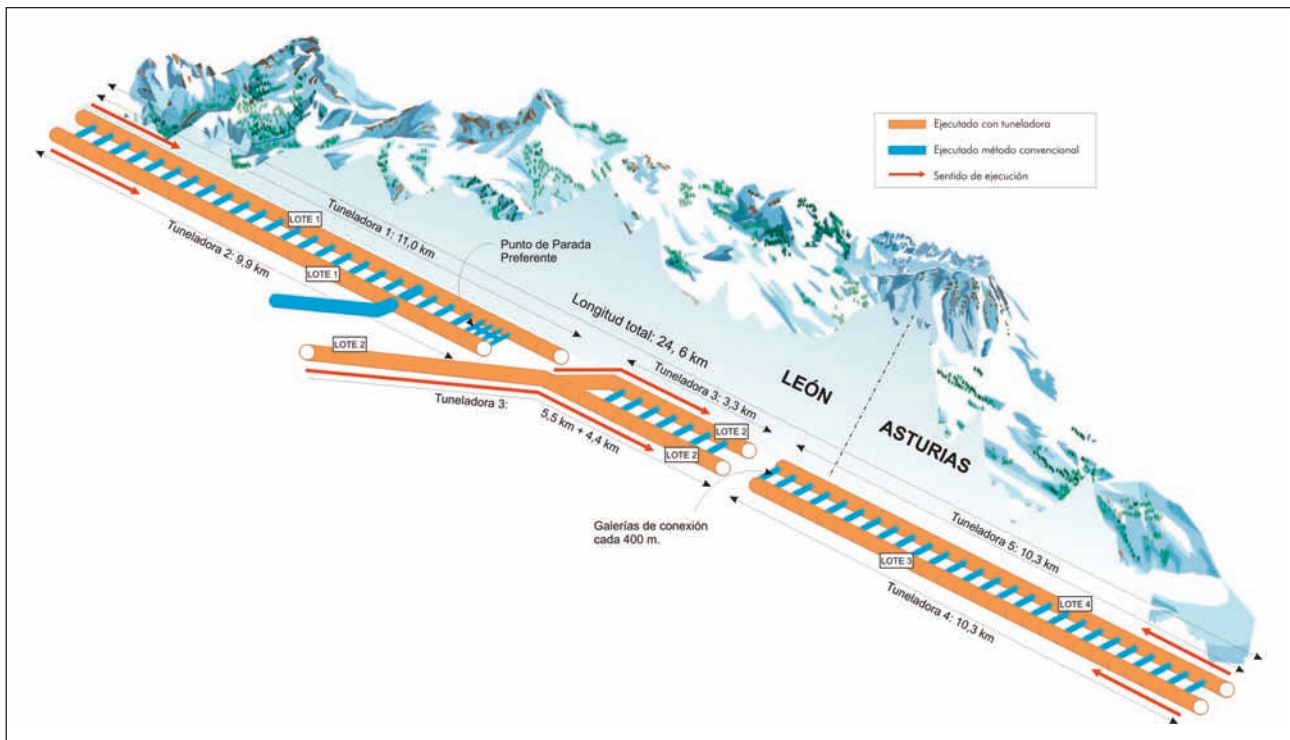 Ejecutado con tuneladora
Ejecutado método convencional
Sentido de ejecución
LOTE 1
Tuneladora 1: 11,0 km
Punto de Parada
Preferente
Tuneladora 2: 9,9 km
LOTE 1
Longitud total: 24, 6 km
LOTE 2
Tuneladora 3: 3,3 km
LEÓN
ASTURIAS
Tuneladora 3:
5,5 km + 4,4 km
LOTE 2
LOTE 2
Galerías de conexión
cada 400 m.
Tuneladora 5: 10,3 km
LOTE 3
LOTE 4
Tuneladora 4: 10,3 km